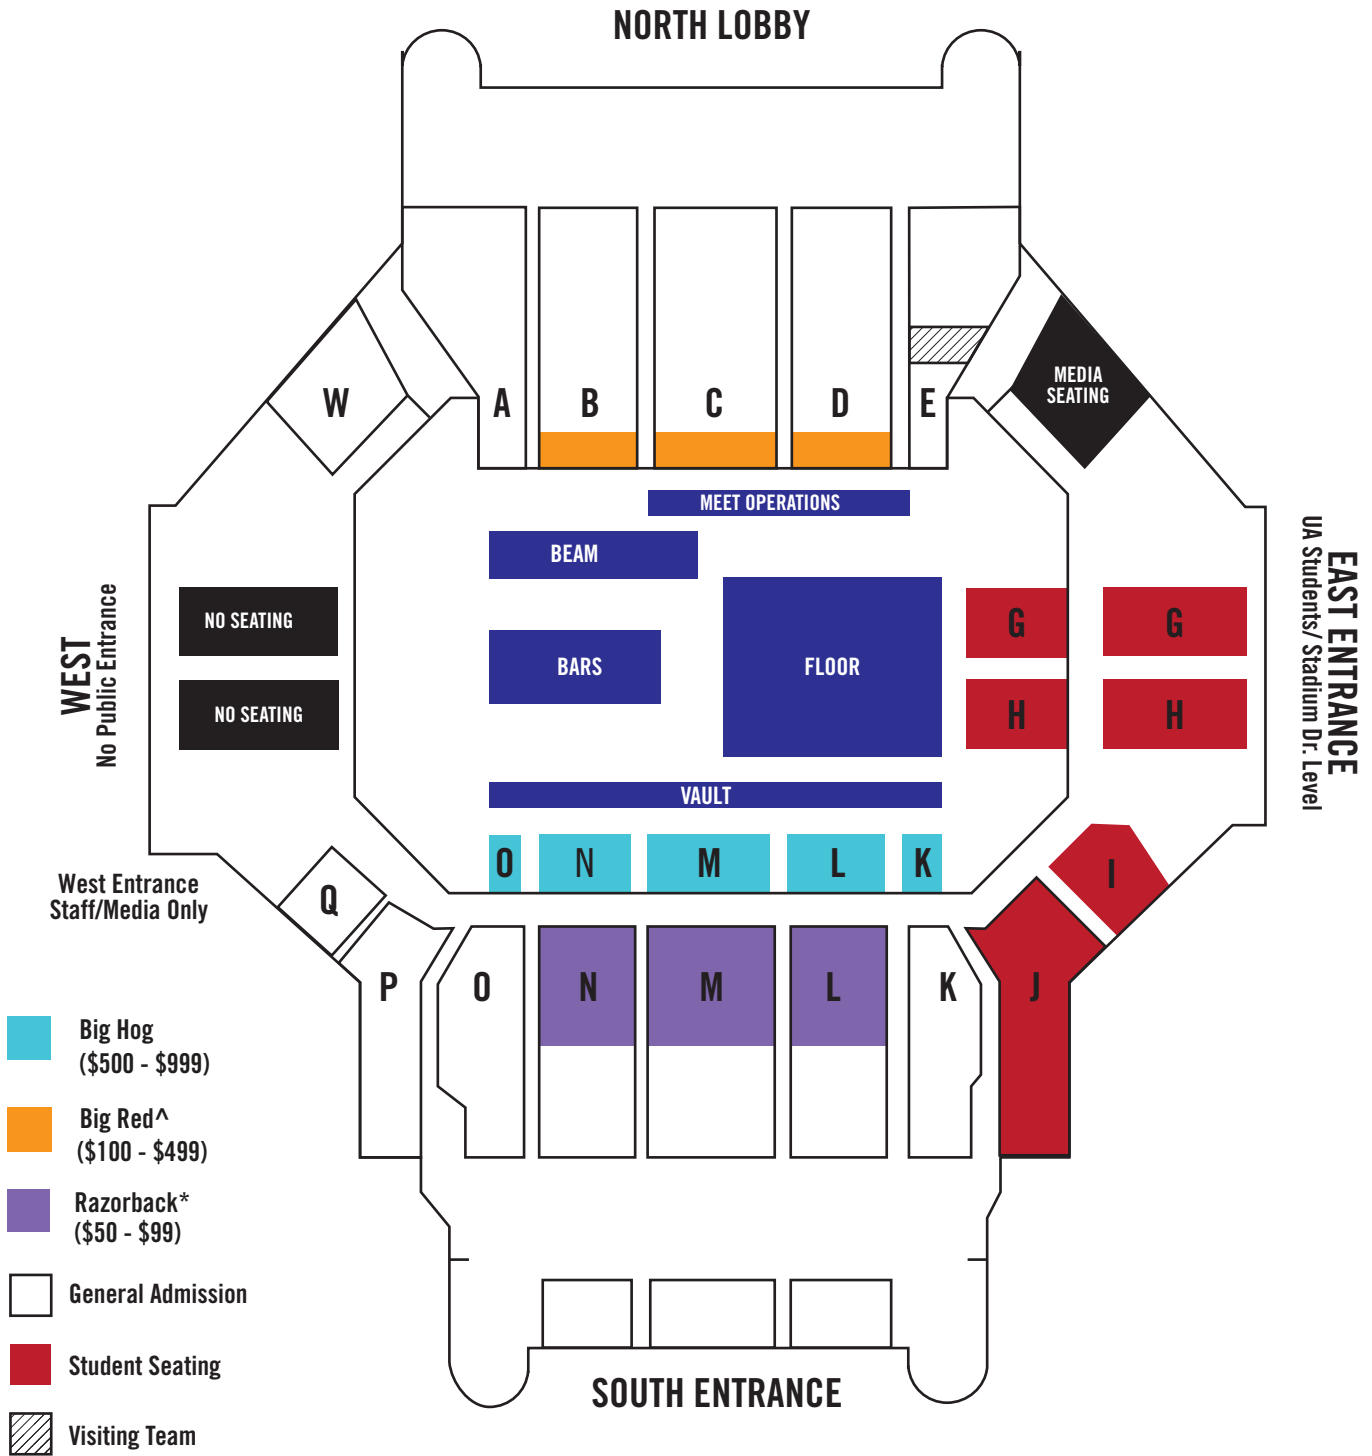 NORTH LOBBY
W
A
B
C
D
E
MEDIA
SEATING
MEET OPERATIONS
BEAM
BARS
FLOOR
VAULT
NO SEATING
NO SEATING
G
G
H
H
WEST
No Public Entrance
EAST ENTRANCE
UA Students/ Stadium Dr. Level
West Entrance
Staff/Media Only
O
N
M
L
K
I
Q
P
O
N
M
L
K
J
Big Hog
($500 - $999)
Big Red^
($100 - $499)
Razorback*
($50 - $99)
General Admission
Student Seating
Visiting Team
SOUTH ENTRANCE